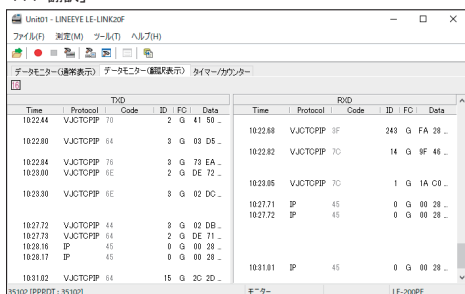 Unit01 - LINEEYE LE-LINK20F
ファイル(F) 測定(M) ツール(T) ヘルプ(H)
データモニター(通常表示) データモニター(翻訳表示) タイマー/カウンター
TXD RXD
Time Protocol Code ID FC Data Time Protocol Code ID FC Data
10:22.44 VJCTCPIP 70 2 G 41 50 ...
10:22.68 VJCTCPIP 9F 243 G FA 28 ...
10:22.80 VJCTCPIP 64 3 G 03 D5 ...
10:22.82 VJCTCPIP 7C 14 G 9F 46 ...
10:22.84 VJCTCPIP 76 3 G 73 EA ...
10:23.00 VJCTCPIP 6E 2 G DE 72 ...
10:23.05 VJCTCPIP 7C 1 G 1A C0 ...
10:23.30 VJCTCPIP 6E 3 G 02 DC ...
10:27.71 IP 45 0 G 00 28 ...
10:27.72 IP 45 0 G 00 28 ...
10:27.72 VJCTCPIP 44 3 G 02 DB ...
10:27.73 VJCTCPIP 64 2 G DE 71 ...
10:28.16 IP 45 0 G 00 28 ...
10:28.17 IP 45 0 G 00 28 ...
10:31.01 IP 45 0 G 00 28 ...
10:31.02 VJCTCPIP 64 15 G 2C 2D ...
35102 [PPPDT : 35102] モニター LE-200PE